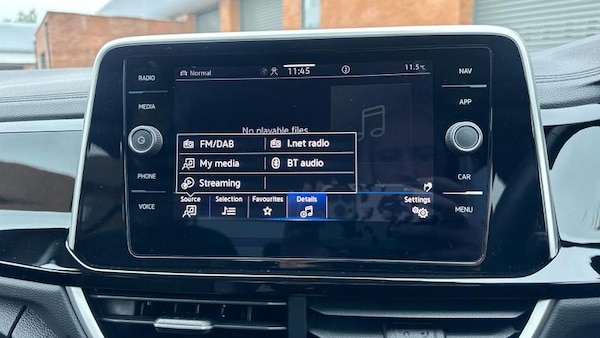 RADIO
MEDIA
PHONE
VOICE
Normal
11:45
11.5 °C
No playable files
FM/DAB
I.net radio
My media
BT audio
Streaming
Source
Selection
Favourites
Details
Settings
NAV
APP
CAR
MENU